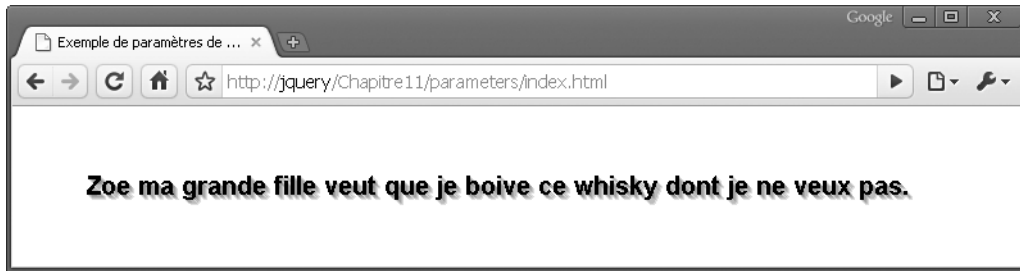 Google
Exemple de paramètres de ...
http://jquery/Chapitre11/parameters/index.html
Zoe ma grande fille veut que je boive ce whisky dont je ne veux pas.